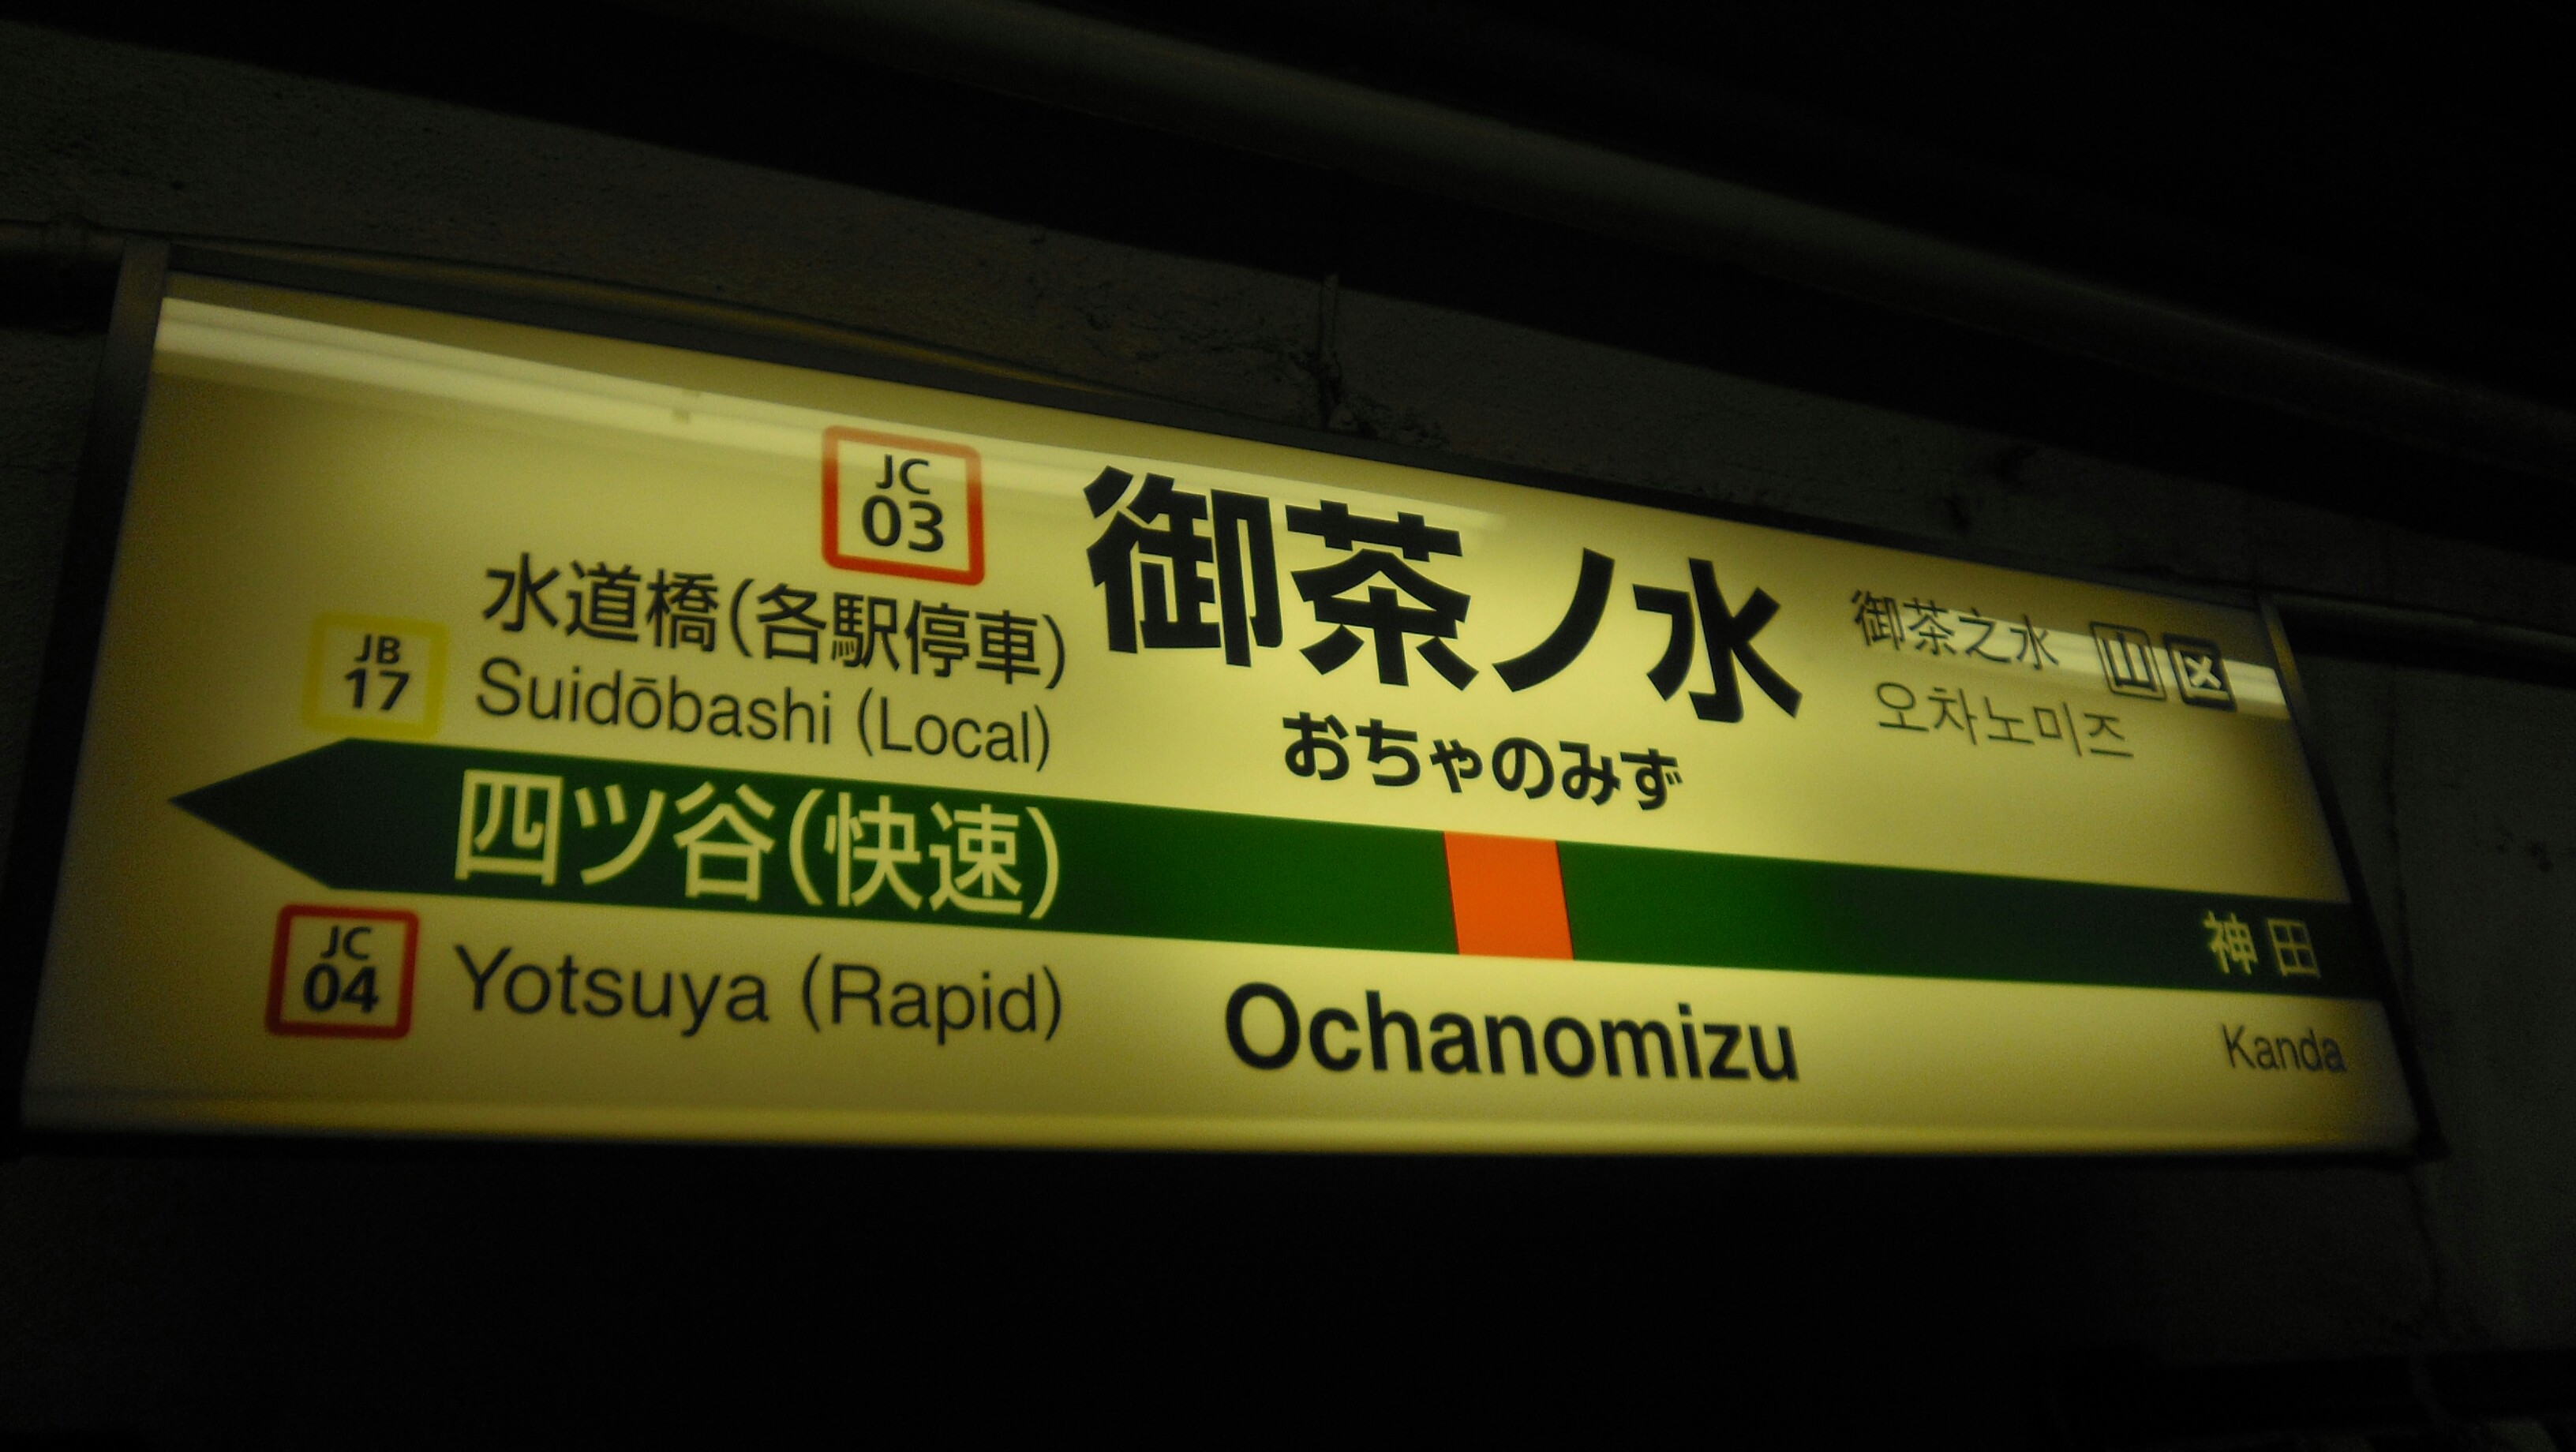 JC
03
御茶ノ水
御茶之水 山 区
오차노미즈
おちゃのみず
JB
17
水道橋(各駅停車)
Suidōbashi (Local)
四ツ谷(快速)
神田
JC
04
Yotsuya (Rapid)
Ochanomizu
Kanda